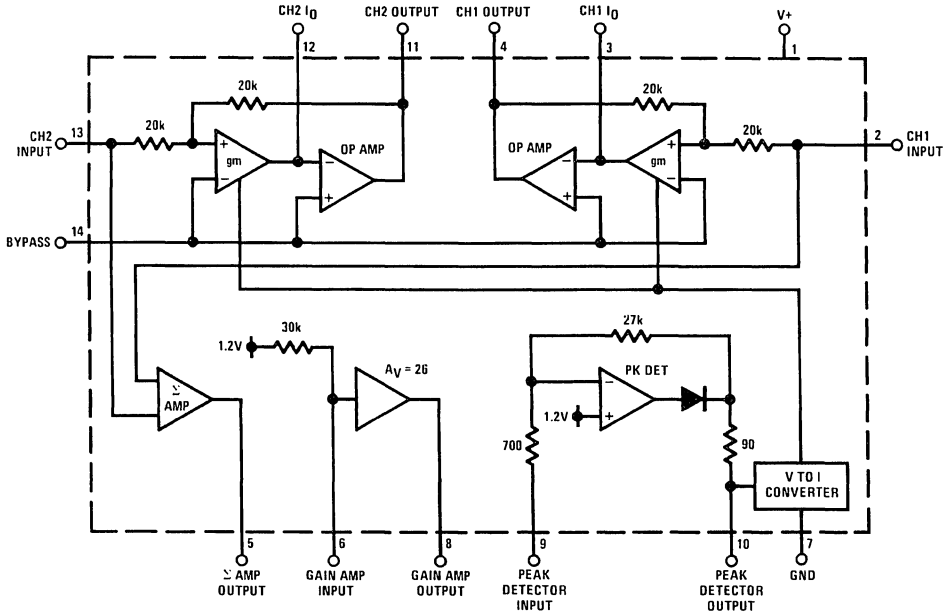 CH2 I0
CH2 OUTPUT
CH1 OUTPUT
CH1 I0
V+
12
11
4
3
1
20k
20k
CH2
INPUT
13
20k
20k
2
CH1
INPUT
+
gm
−
−
OP AMP
+
OP AMP
−
+
+
gm
−
BYPASS
14
30k
1.2V
27k
Σ
AMP
AV = 26
PK DET
−
1.2V
+
700
90
V TO I
CONVERTER
5
6
8
9
10
7
Σ AMP
OUTPUT
GAIN AMP
INPUT
GAIN AMP
OUTPUT
PEAK
DETECTOR
INPUT
PEAK
DETECTOR
OUTPUT
GND